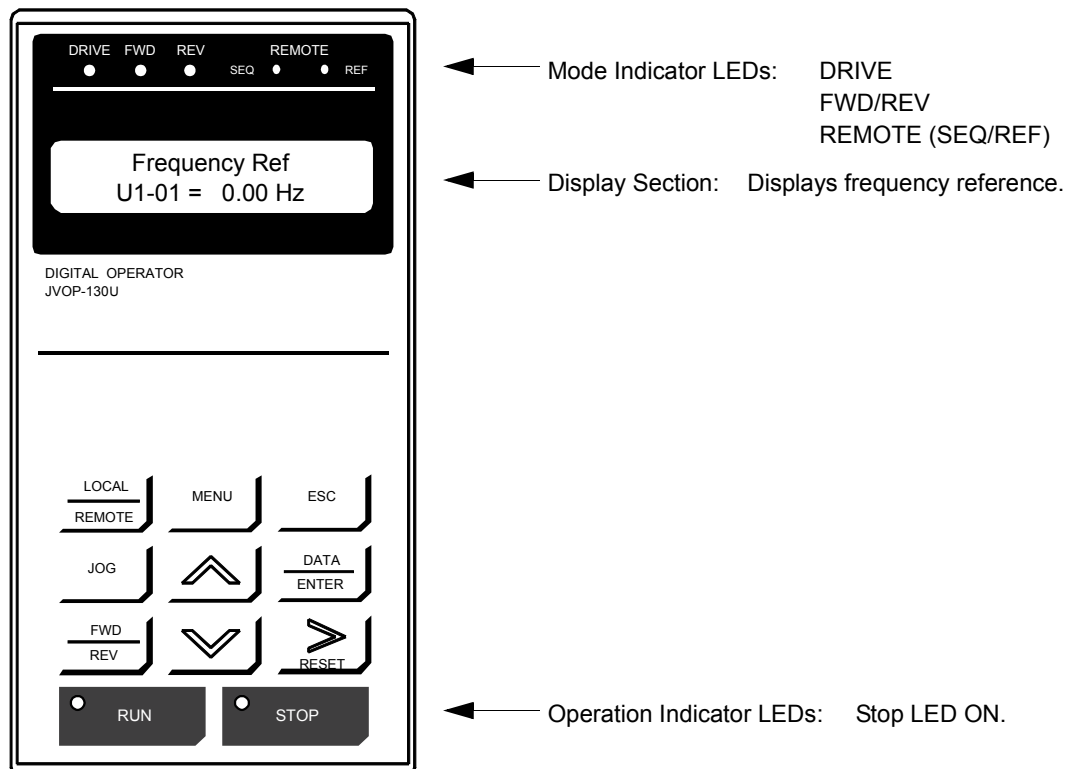 DRIVE FWD REV REMOTE
SEQ REF
Mode Indicator LEDs: DRIVE
FWD/REV
REMOTE (SEQ/REF)
Frequency Ref
U1-01 = 0.00 Hz
Display Section: Displays frequency reference.
DIGITAL OPERATOR
JVOP-130U
LOCAL
REMOTE
MENU
ESC
JOG
DATA
ENTER
FWD
REV
RESET
RUN
STOP
Operation Indicator LEDs: Stop LED ON.